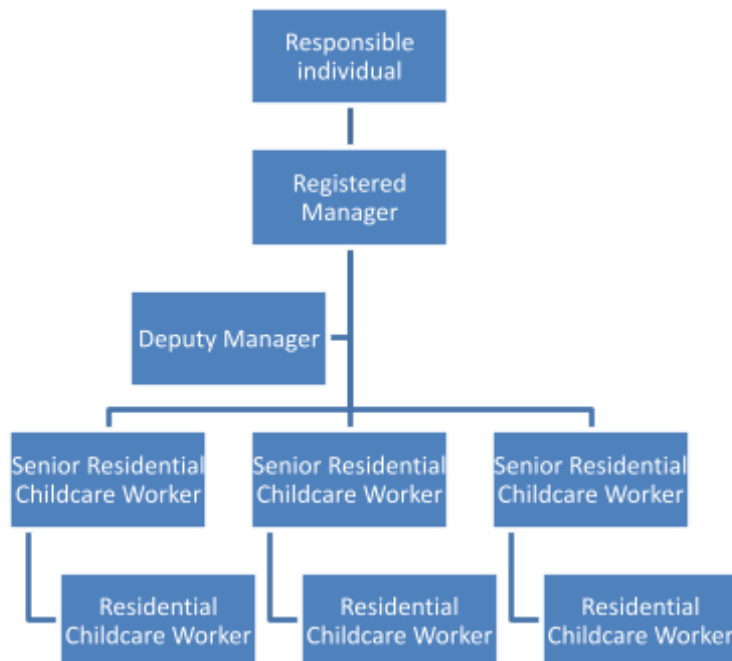 Responsible
individual
Registered
Manager
Deputy Manager
Senior Residential
Childcare Worker
Senior Residential
Childcare Worker
Senior Residential
Childcare Worker
Residential
Childcare Worker
Residential
Childcare Worker
Residential
Childcare Worker